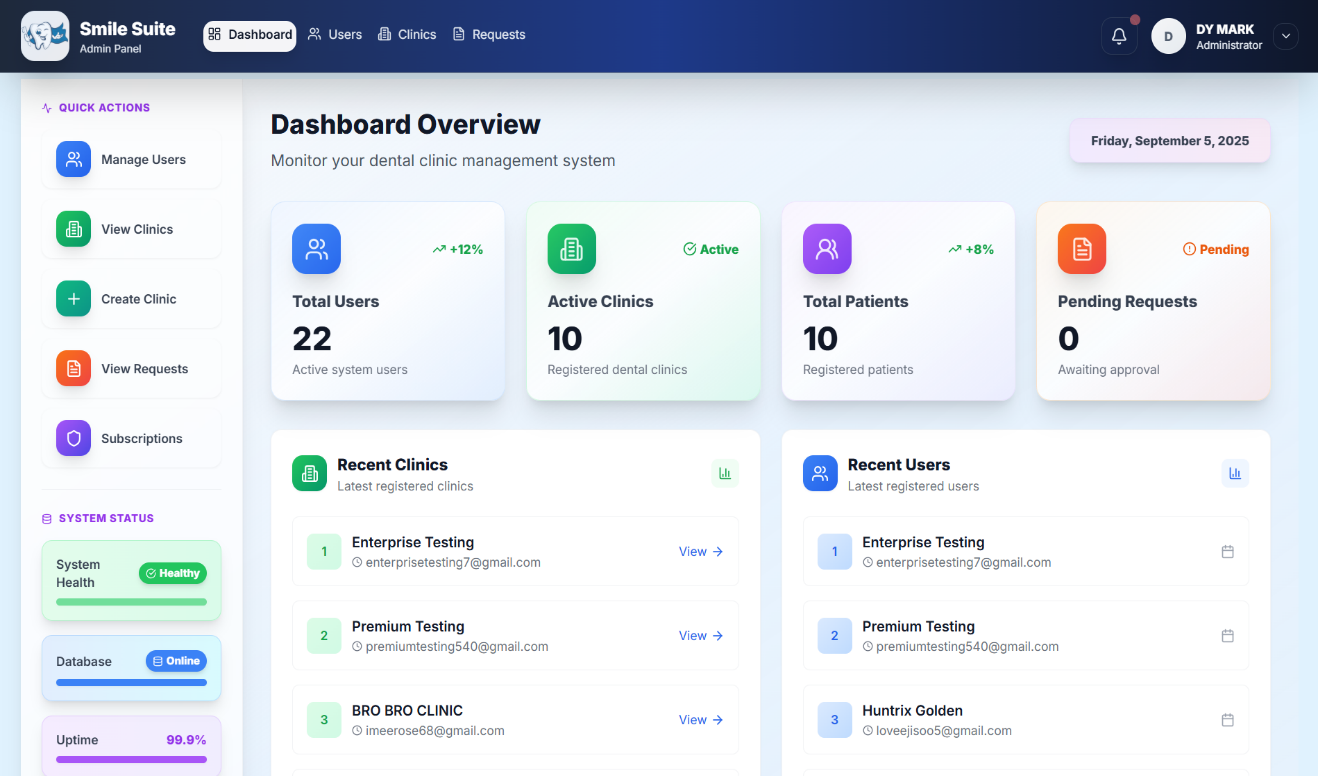 Smile Suite
Admin Panel
Dashboard
Users
Clinics
Requests
D
DY MARK
Administrator
QUICK ACTIONS
Manage Users
View Clinics
Create Clinic
View Requests
Subscriptions
SYSTEM STATUS
System
Health
Healthy
Database
Online
Uptime
99.9%
Dashboard Overview
Monitor your dental clinic management system
Friday, September 5, 2025
+12%
Total Users
22
Active system users
Active
Active Clinics
10
Registered dental clinics
+8%
Total Patients
10
Registered patients
Pending
Pending Requests
0
Awaiting approval
Recent Clinics
Latest registered clinics
1
Enterprise Testing
enterprisetesting7@gmail.com
View
2
Premium Testing
premiumtesting540@gmail.com
View
3
BRO BRO CLINIC
imeerose68@gmail.com
View
Recent Users
Latest registered users
1
Enterprise Testing
enterprisetesting7@gmail.com
2
Premium Testing
premiumtesting540@gmail.com
3
Huntrix Golden
loveejisoo5@gmail.com